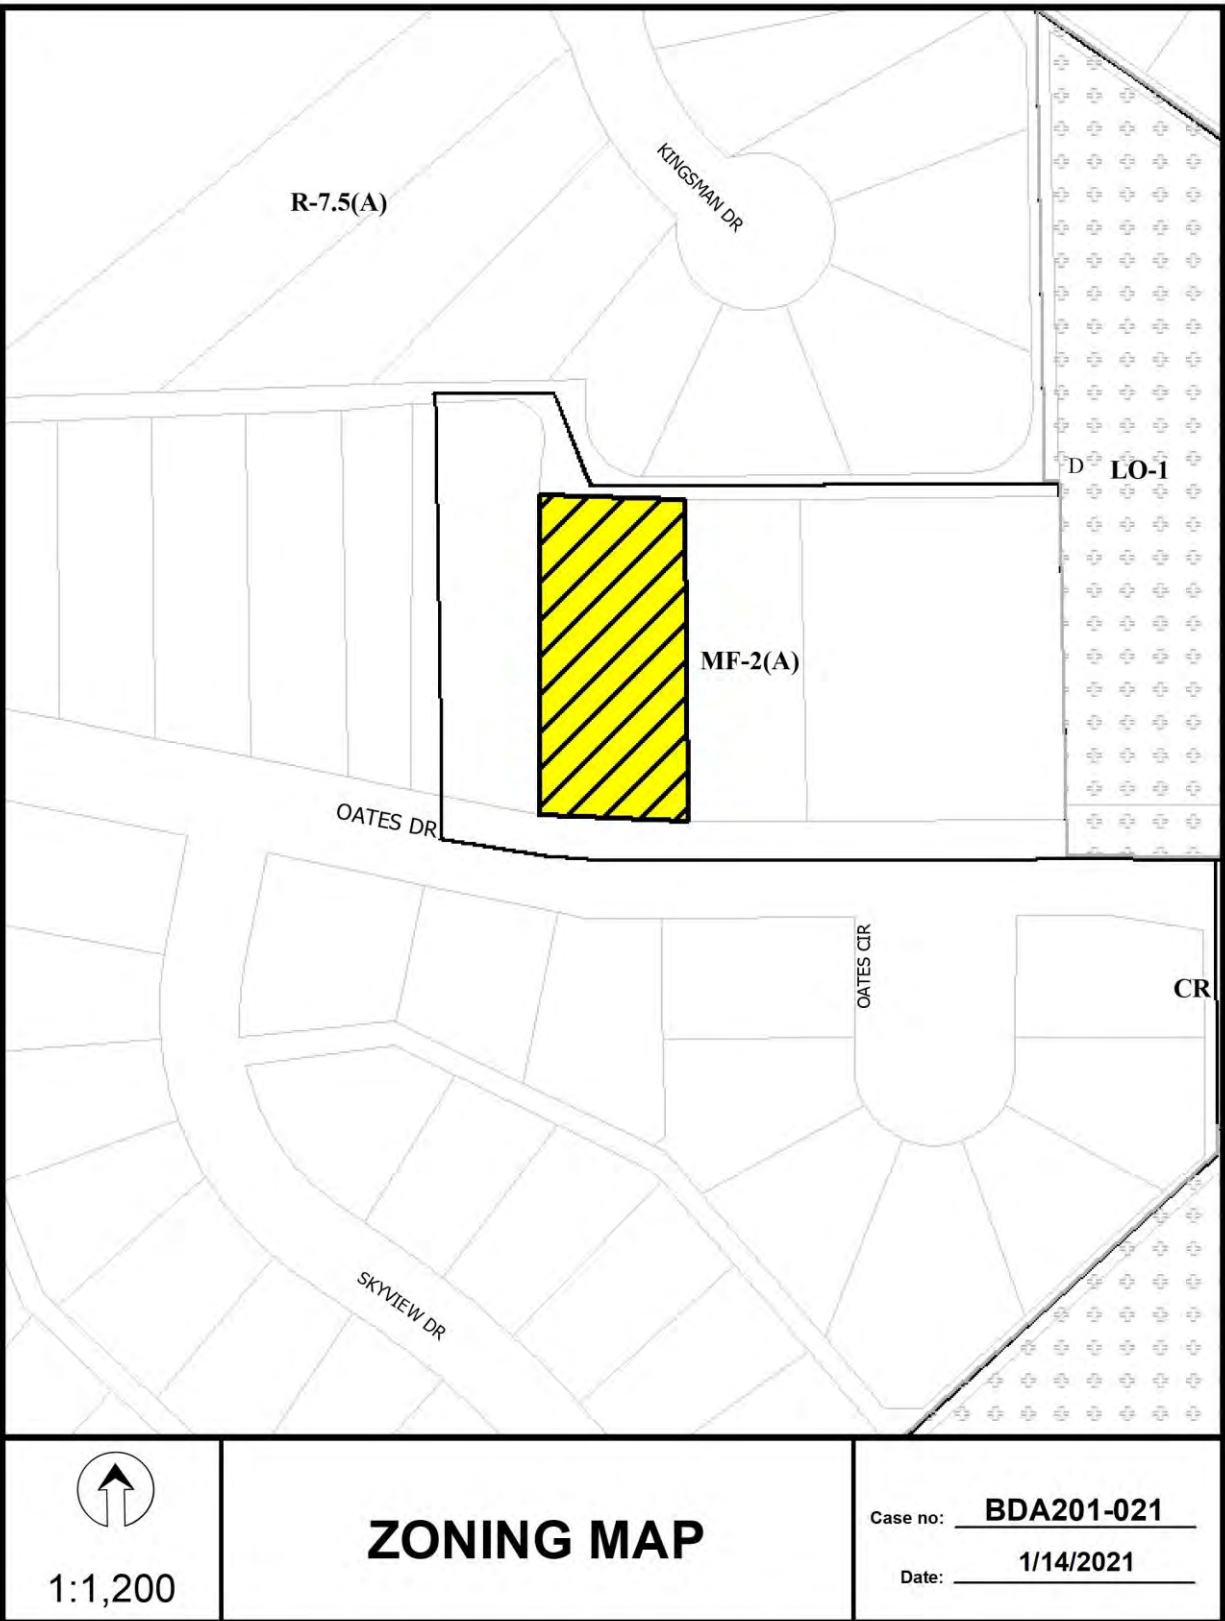 KINGSMAN DR
R-7.5(A)
D
LO-1
MF-2(A)
OATES DR
OATES CIR
CR
SKYVIEW DR
1:1,200
ZONING MAP
Case no: BDA201-021
Date: 1/14/2021